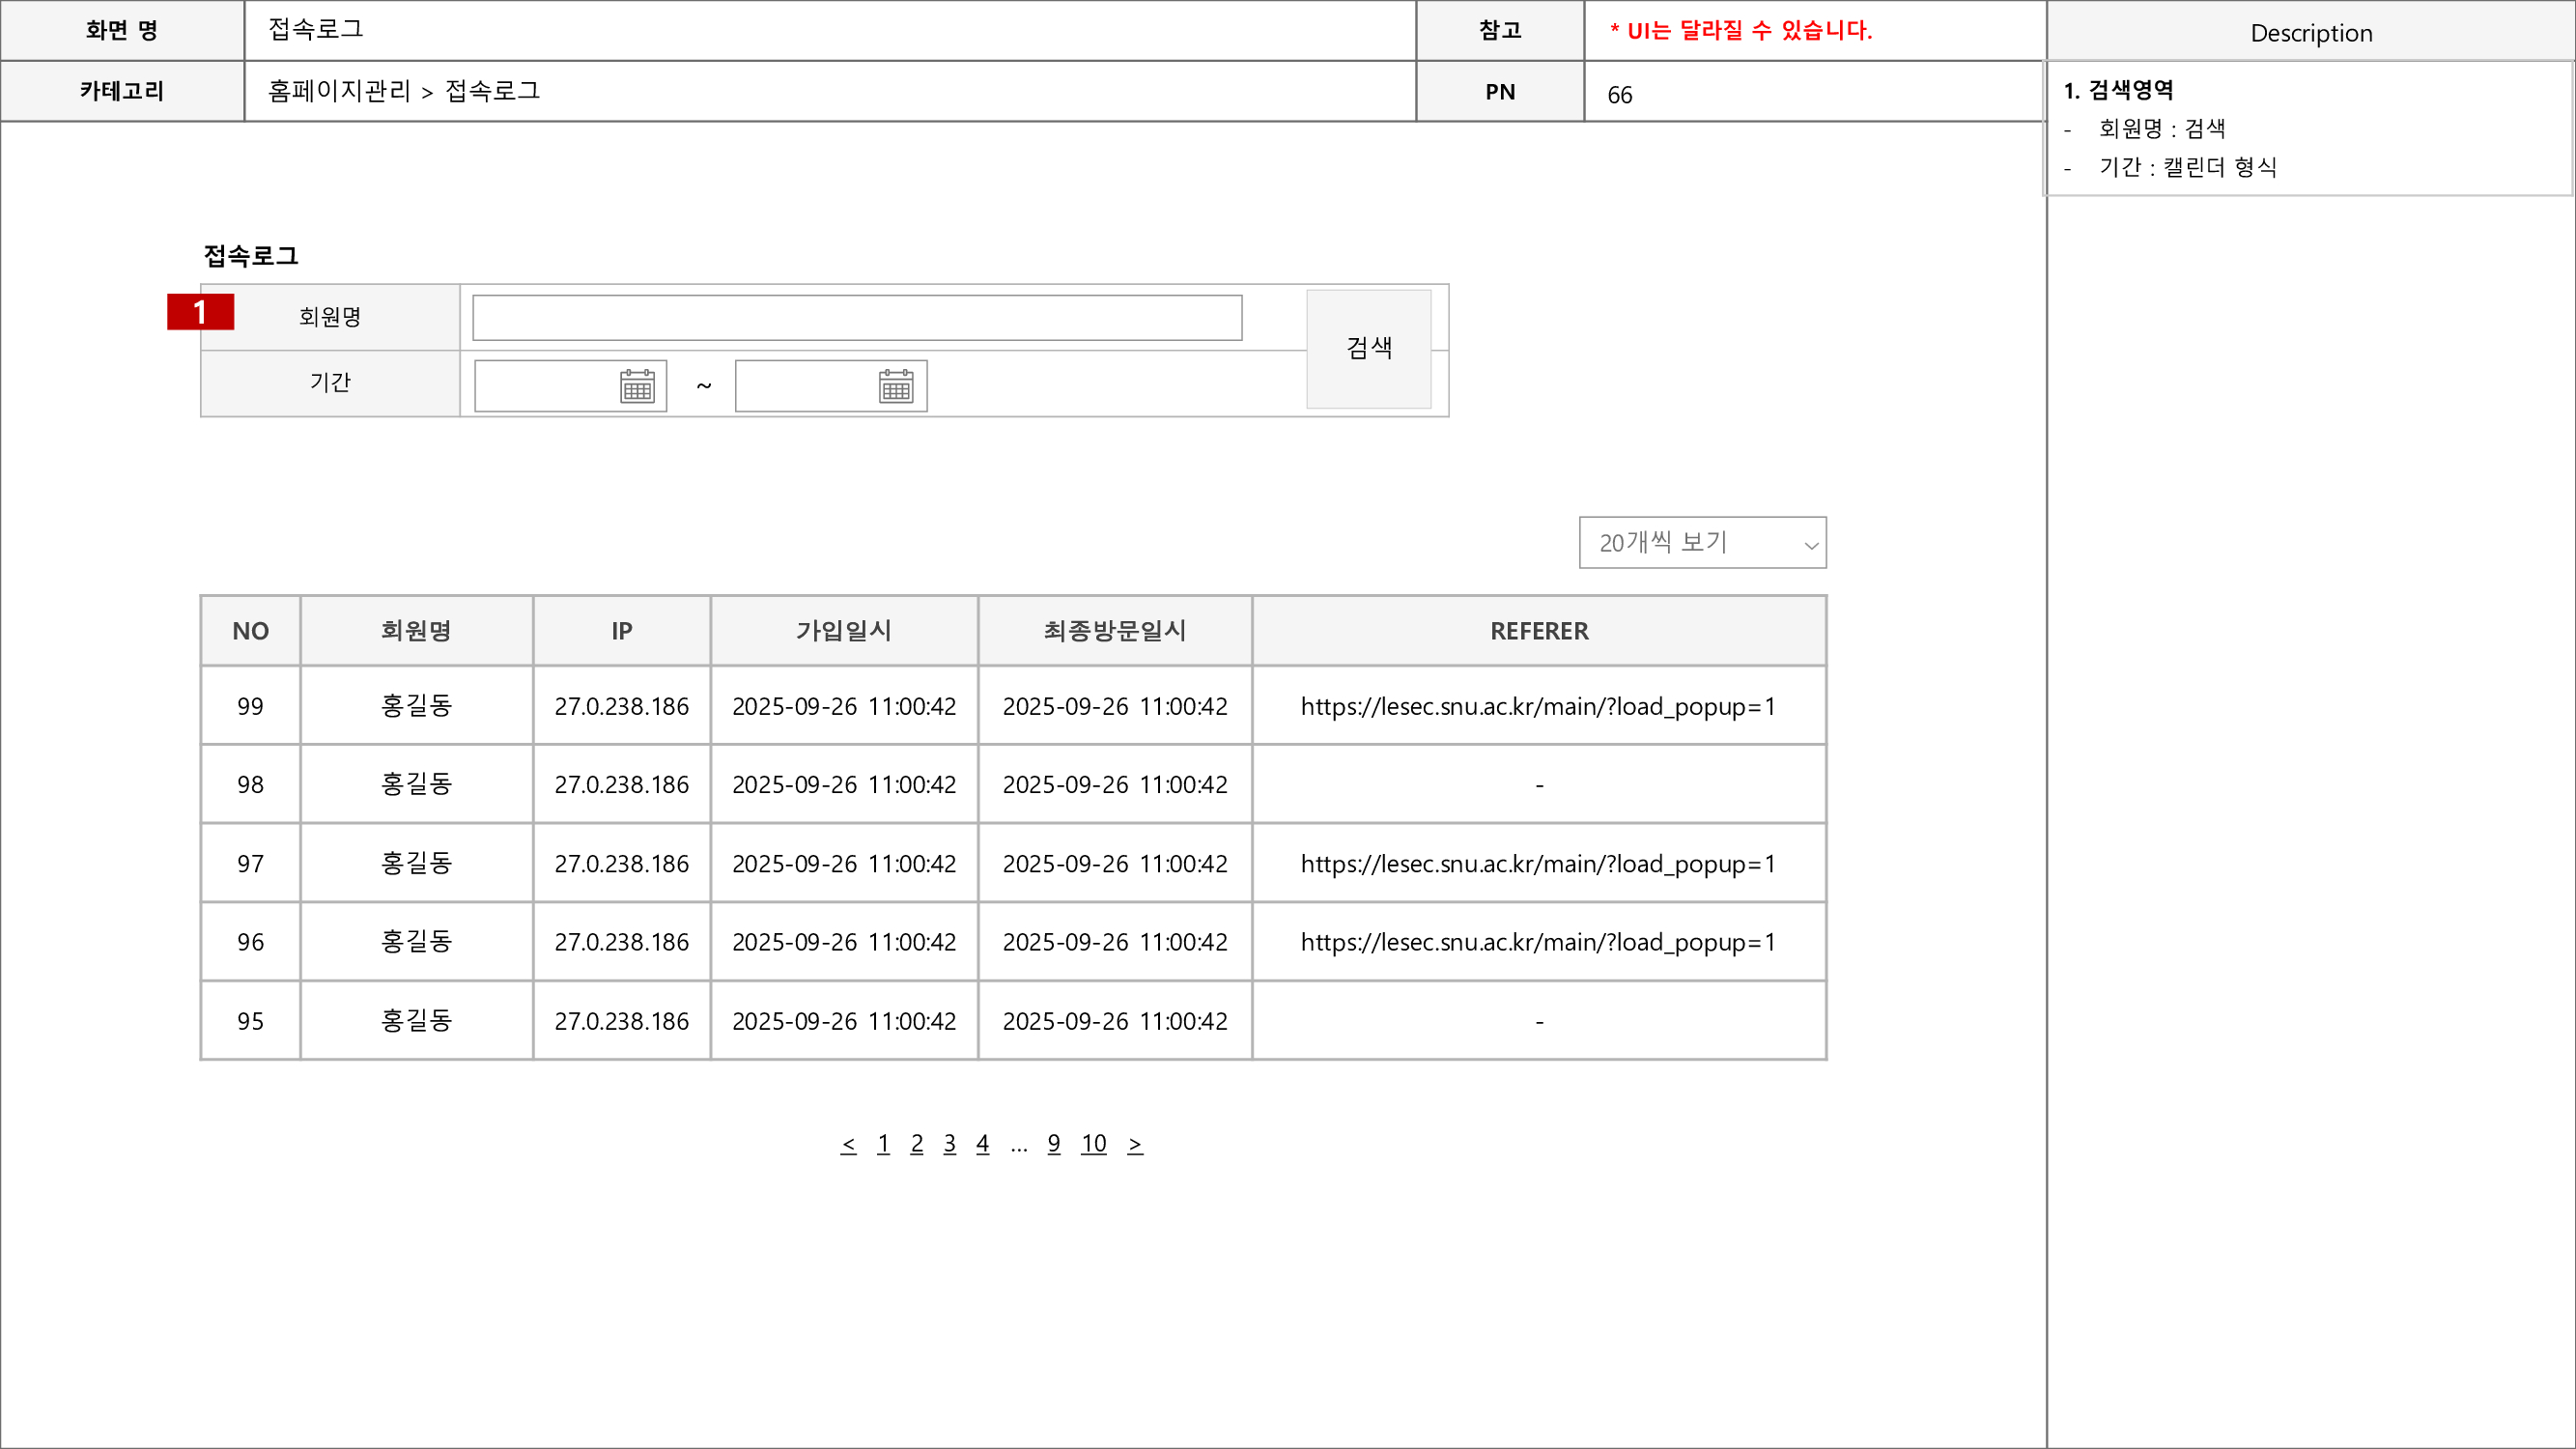 화면 명 접속로그 참고 * UI는 달라질 수 있습니다. Description
카테고리 홈페이지관리 > 접속로그 PN 66
1. 검색영역
- 회원명 : 검색
- 기간 : 캘린더 형식
접속로그
1 회원명
기간 ~ 검색
20개씩 보기
NO 회원명 IP 가입일시 최종방문일시 REFERER
99 홍길동 27.0.238.186 2025-09-26 11:00:42 2025-09-26 11:00:42 https://lesec.snu.ac.kr/main/?load_popup=1
98 홍길동 27.0.238.186 2025-09-26 11:00:42 2025-09-26 11:00:42 -
97 홍길동 27.0.238.186 2025-09-26 11:00:42 2025-09-26 11:00:42 https://lesec.snu.ac.kr/main/?load_popup=1
96 홍길동 27.0.238.186 2025-09-26 11:00:42 2025-09-26 11:00:42 https://lesec.snu.ac.kr/main/?load_popup=1
95 홍길동 27.0.238.186 2025-09-26 11:00:42 2025-09-26 11:00:42 -
< 1 2 3 4 ... 9 10 >